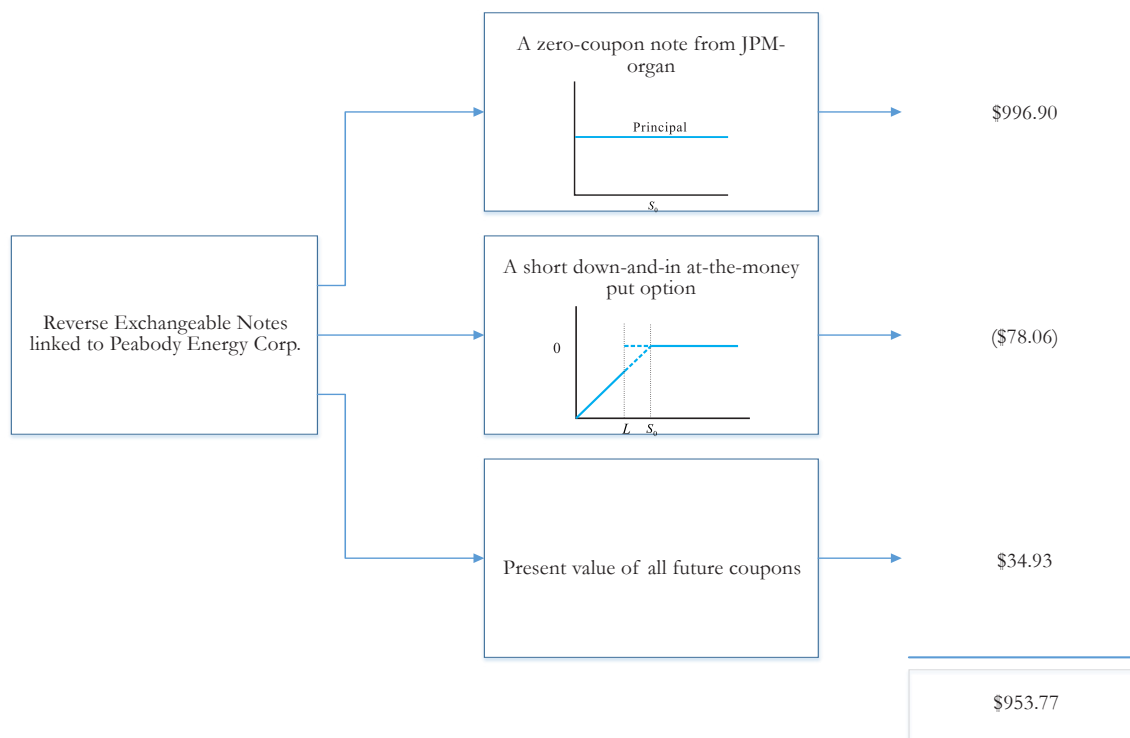 A zero-coupon note from JPM-
organ
Principal
S₀
$996.90
Reverse Exchangeable Notes
linked to Peabody Energy Corp.
A short down-and-in at-the-money
put option
0
L S₀
($78.06)
Present value of all future coupons
$34.93
$953.77